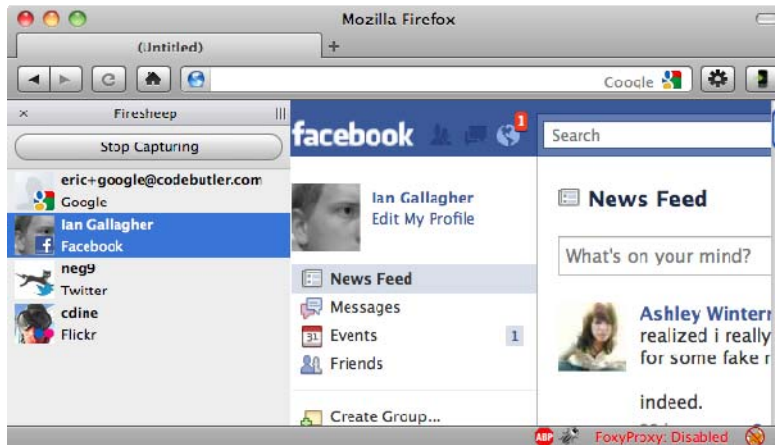 Mozilla Firefox
(Untitled)
+
Google
Firesheep
Stop Capturing
eric+google@codebutler.com
Google
Ian Gallagher
Facebook
neg9
Twitter
cdine
Flickr
facebook
1
Search
Ian Gallagher
Edit My Profile
News Feed
Messages
31 Events 1
Friends
Create Group...
News Feed
What's on your mind?
Ashley
realized i really
for some fake
indeed.
ABP FoxyProxy: Disabled